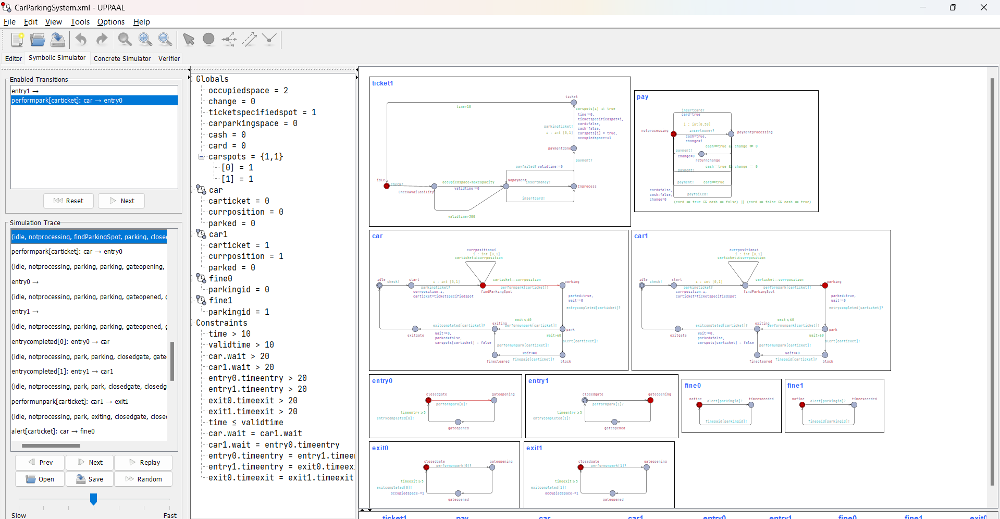 CarParkingSystem.xml - UPPAAL
File Edit View Tools Options Help
Editor Symbolic Simulator Concrete Simulator Verifier
Enabled Transitions
entry1 →
performpark[carticket]: car → entry0
Reset Next
Simulation Trace
(idle, notprocessing, findParkingSpot, parking, close
performpark[carticket]: car → entry0
(idle, notprocessing, parking, parking, gateopening,
entry0 →
(idle, notprocessing, parking, parking, gateopened, g
entry1 →
(idle, notprocessing, parking, parking, gateopened, g
entrycompleted[0]: entry0 → car
(idle, notprocessing, park, parking, closedgate, gate
entrycompleted[1]: entry1 → car1
(idle, notprocessing, park, park, closedgate, closedg
performunpark[carticket]: car1 → exit1
(idle, notprocessing, park, exiting, closedgate, close
alert[carticket]: car → fine0
Prev Next Replay
Open Save Random
Slow Fast
Globals
occupiedspace = 2
change = 0
ticketspecifiedspot = 1
carparkingspace = 0
cash = 0
card = 0
carspots = {1,1}
[0] = 1
[1] = 1
car
carticket = 0
currposition = 0
parked = 0
car1
carticket = 1
currposition = 1
parked = 0
fine0
parkingid = 0
fine1
parkingid = 1
Constraints
time > 10
validtime > 10
car.wait > 20
car1.wait > 20
entry0.timeentry > 20
entry1.timeentry > 20
exit0.timeexit > 20
exit1.timeexit > 20
time ≤ validtime
car.wait = car1.wait
car1.wait = entry0.timeentry
entry0.timeentry = entry1.timee
entry1.timeentry = exit0.timeex
exit0.timeexit = exit1.timeexit
ticket1
ticket
time>10
carspots[i] ≠ true
time:=0,
ticketspecifiedspot=i,
card=false,
cash=false,
carspots[i] = true,
occupiedspace+=1
parkingticket!
i : int [0,1]
paymentdone
payment?
payfailed? validtime:=0
idle
check?
CheckAvailability
occupiedspace<maxcapacity
validtime:=0
Nopayment
insertmoney!
Inprocess
insertcard!
validtime>300
pay
insertcard?
card=true
i : int[0,50]
notprocessing
insertmoney?
paymentprocessing
cash=true,
change=i
cash==true && change ≠ 0
payment!
change=0
returnchange
cash==true && change == 0
payment!
payment! card==true
card=false,
cash=false,
change=0
payfailed!
(card == true && cash == false) || (card == false && cash == true)
car
currposition=i
i : int [0,1]
carticket≠currposition
idle
check!
start
i : int [0,1]
parkingticket?
currposition=i,
carticket=ticketspecifiedspot
carticket==currposition
performpark[carticket]!
findParkingSpot
parking
parked=true,
wait:=0
entrycompleted[carticket]?
wait≤60
exitcompleted[carticket]?
exiting
performunpark[carticket]!
park
exitgate
wait:=0,
parked=false,
carspots[carticket] = false
wait>60
alert[carticket]!
performunpark[carticket]!
wait:=0
finecleared
finepaid[carticket]?
block
car1
currposition=i
i : int [0,1]
carticket≠currposition
idle
check!
start
i : int [0,1]
parkingticket?
currposition=i,
carticket=ticketspecifiedspot
carticket==currposition
performpark[carticket]!
findParkingSpot
parking
parked=true,
wait:=0
entrycompleted[carticket]?
wait≤60
exitcompleted[carticket]?
exiting
performunpark[carticket]!
park
exitgate
wait:=0,
parked=false,
carspots[carticket] = false
wait>60
alert[carticket]!
performunpark[carticket]!
wait:=0
finecleared
finepaid[carticket]?
block
entry0
closedgate
gateopening
performpark[0]?
timeentry≥5
entrycompleted[0]!
gateopened
entry1
closedgate
gateopening
performpark[1]?
timeentry≥5
entrycompleted[1]!
gateopened
fine0
nofine
alert[parkingid]?
timeexceeded
finepaid[parkingid]!
fine1
nofine
alert[parkingid]?
timeexceeded
finepaid[parkingid]!
exit0
closedgate
gateopening
performunpark[0]?
timeexit≥5
exitcompleted[0]!
occupiedspace-=1
gateopened
exit1
closedgate
gateopening
performunpark[1]?
timeexit≥5
exitcompleted[1]!
occupiedspace-=1
gateopened
ticket1 pay car car1 entry0 entry1 fine0 fine1 exit0